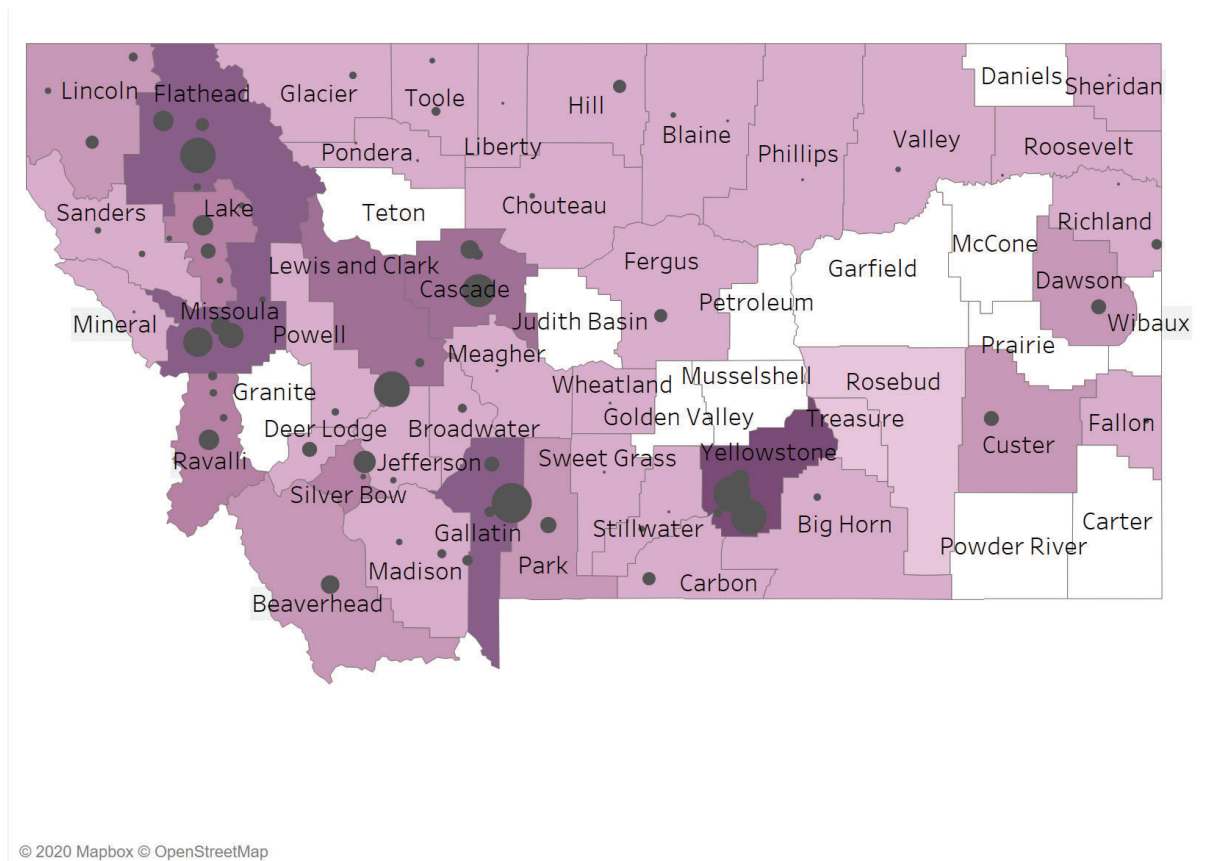 Daniels
Sheridan
Lincoln
Flathead
Glacier
Toole
Hill
Blaine
Valley
Liberty
Pondera
Phillips
Roosevelt
Sanders
Lake
Teton
Chouteau
Richland
McCone
Lewis and Clark
Fergus
Garfield
Dawson
Cascade
Petroleum
Mineral
Missoula
Powell
Judith Basin
Wibaux
Meagher
Prairie
Granite
Wheatland
Musselshell
Rosebud
Deer Lodge
Broadwater
Golden Valley
Treasure
Fallon
Ravalli
Jefferson
Sweet Grass
Yellowstone
Custer
Silver Bow
Gallatin
Stillwater
Big Horn
Carter
Powder River
Madison
Park
Carbon
Beaverhead
© 2020 Mapbox © OpenStreetMap